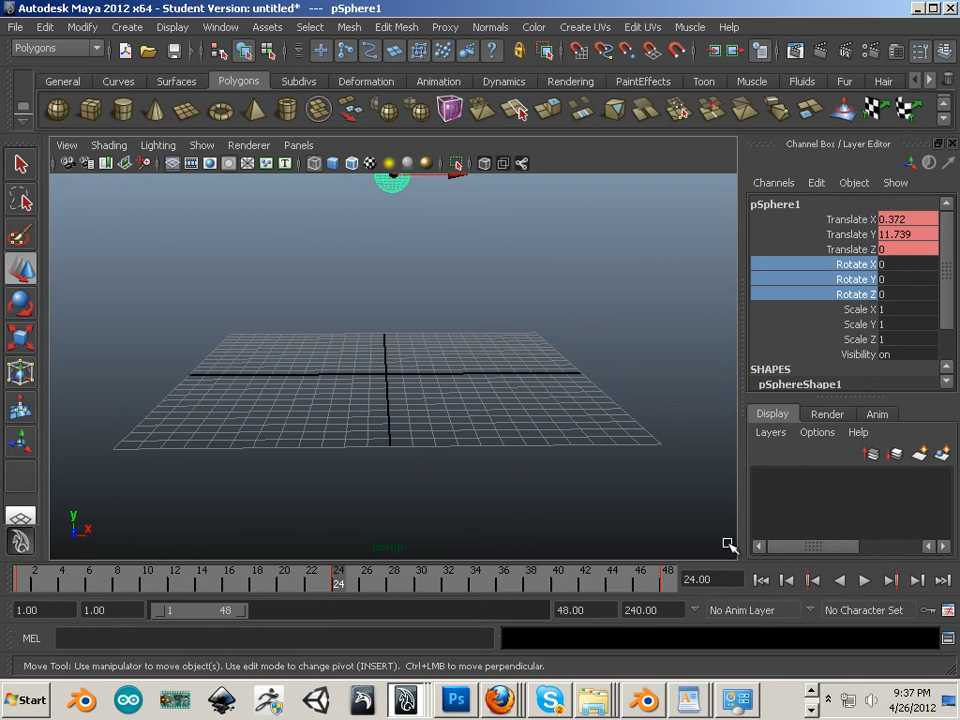 Autodesk Maya 2012 x64 - Student Version: untitled* --- pSphere1
File Edit Modify Create Display Window Assets Select Mesh Edit Mesh Proxy Normals Color Create UVs Edit UVs Muscle Help
Polygons
General Curves Surfaces Polygons Subdivs Deformation Animation Dynamics Rendering PaintEffects Toon Muscle Fluids Fur Hair
View Shading Lighting Show Renderer Panels
Channel Box / Layer Editor
Channels Edit Object Show
pSphere1
Translate X 0.372
Translate Y 11.739
Translate Z 0
Rotate X 0
Rotate Y 0
Rotate Z 0
Scale X 1
Scale Y 1
Scale Z 1
Visibility on
SHAPES
pSphereShape1
Display Render Anim
Layers Options Help
y
x
persp
2 4 6 8 10 12 14 16 18 20 22 24 26 28 30 32 34 36 38 40 42 44 46 48
24
24.00
1.00 1.00 1 48 48.00 240.00 No Anim Layer No Character Set
MEL
Move Tool: Use manipulator to move object(s). Use edit mode to change pivot (INSERT). Ctrl+LMB to move perpendicular.
Start
9:37 PM
4/26/2012